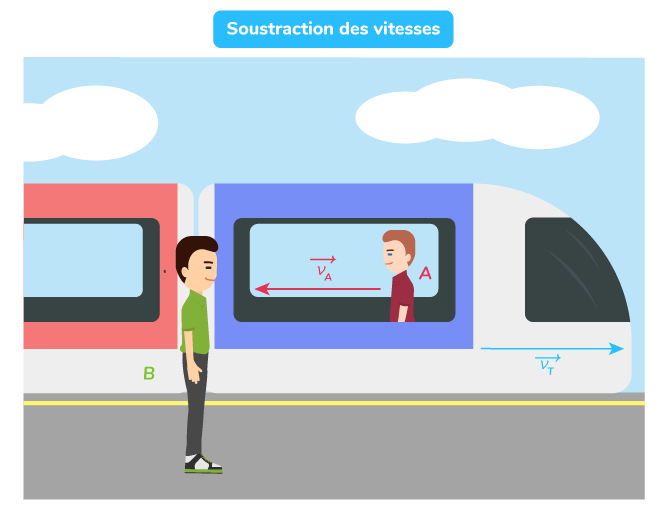 Soustraction des vitesses
v_A
A
v_T
B